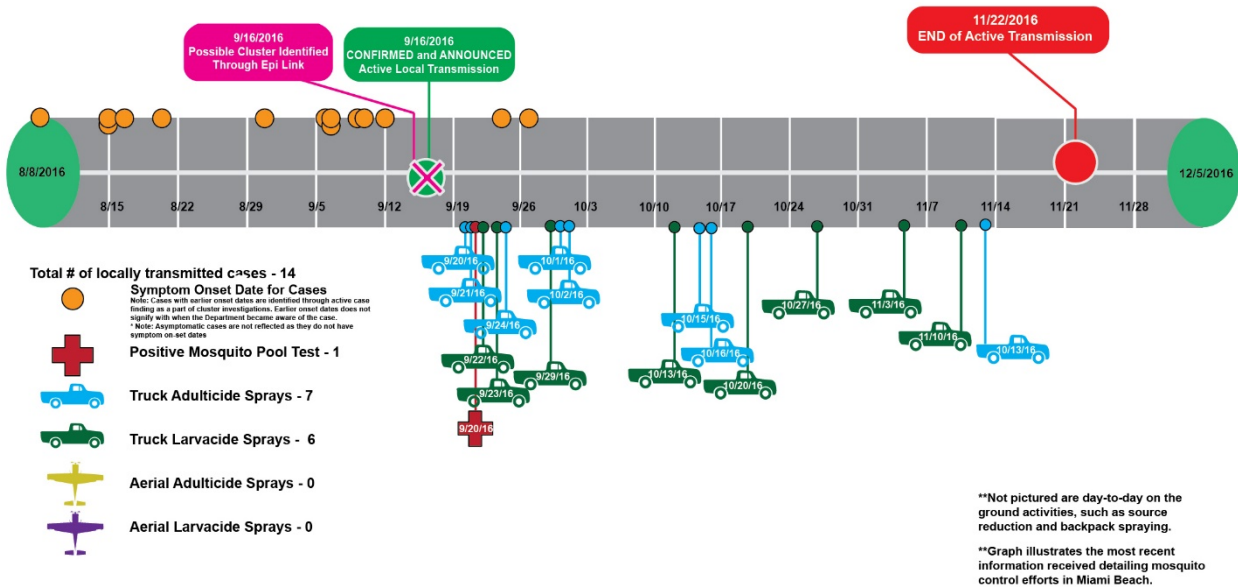 9/16/2016
Possible Cluster Identified
Through Epi Link
9/16/2016
CONFIRMED and ANNOUNCED
Active Local Transmission
11/22/2016
END of Active Transmission
8/8/2016
8/15
8/22
8/29
9/5
9/12
9/19
9/26
10/3
10/10
10/17
10/24
10/31
11/7
11/14
11/21
11/28
12/5/2016
9/20/16
10/1/16
9/21/16
10/2/16
9/24/16
10/15/16
10/27/16
11/3/16
9/22/16
10/16/16
11/10/16
10/13/16
9/29/16
10/13/16
9/23/16
10/20/16
9/20/16
Total # of locally transmitted cases - 14
Symptom Onset Date for Cases
Note: Cases with earlier onset dates are identified through active case
finding as a part of cluster investigations. Earlier onset dates does not
signify with when the Department became aware of the case.
* Note: Asymptomatic cases are not reflected as they do not have
symptom on-set dates
Positive Mosquito Pool Test - 1
Truck Adulticide Sprays - 7
Truck Larvacide Sprays - 6
Aerial Adulticide Sprays - 0
Aerial Larvacide Sprays - 0
**Not pictured are day-to-day on the
ground activities, such as source
reduction and backpack spraying.
**Graph illustrates the most recent
information received detailing mosquito
control efforts in Miami Beach.